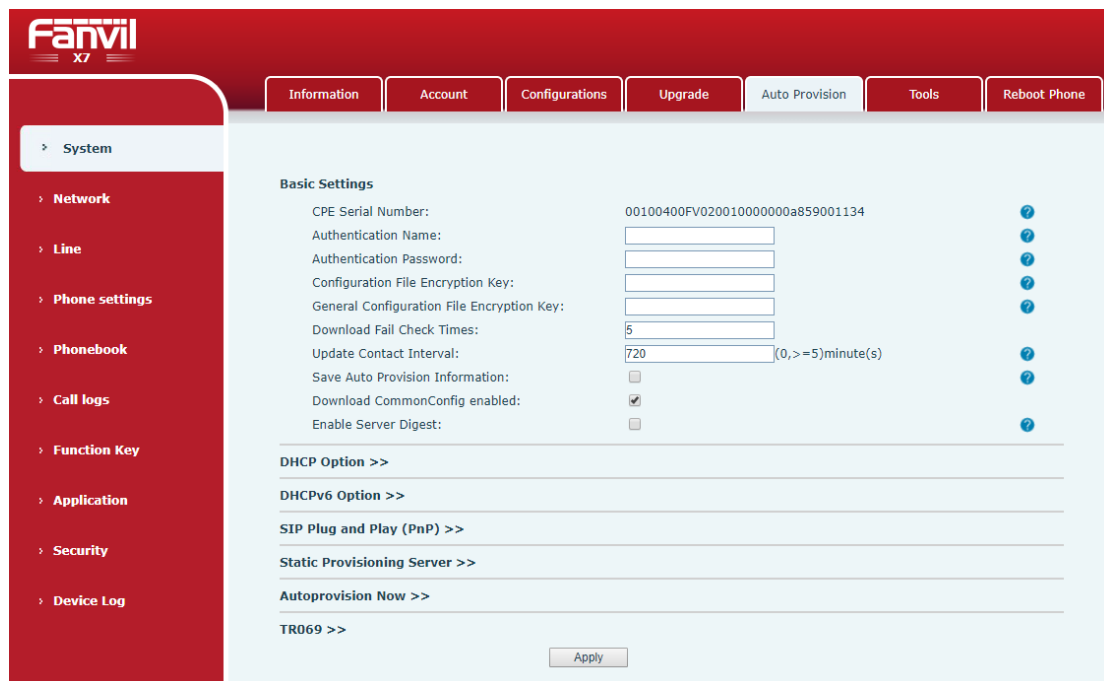 Fanvil
X7
Information Account Configurations Upgrade Auto Provision Tools Reboot Phone
› System
› Network
› Line
› Phone settings
› Phonebook
› Call logs
› Function Key
› Application
› Security
› Device Log
Basic Settings
CPE Serial Number: 00100400FV020010000000a859001134 ?
Authentication Name: ?
Authentication Password: ?
Configuration File Encryption Key: ?
General Configuration File Encryption Key: ?
Download Fail Check Times: 5
Update Contact Interval: 720 (0,>=5)minute(s) ?
Save Auto Provision Information: ?
Download CommonConfig enabled:
Enable Server Digest: ?
DHCP Option >>
DHCPv6 Option >>
SIP Plug and Play (PnP) >>
Static Provisioning Server >>
Autoprovision Now >>
TR069 >>
Apply